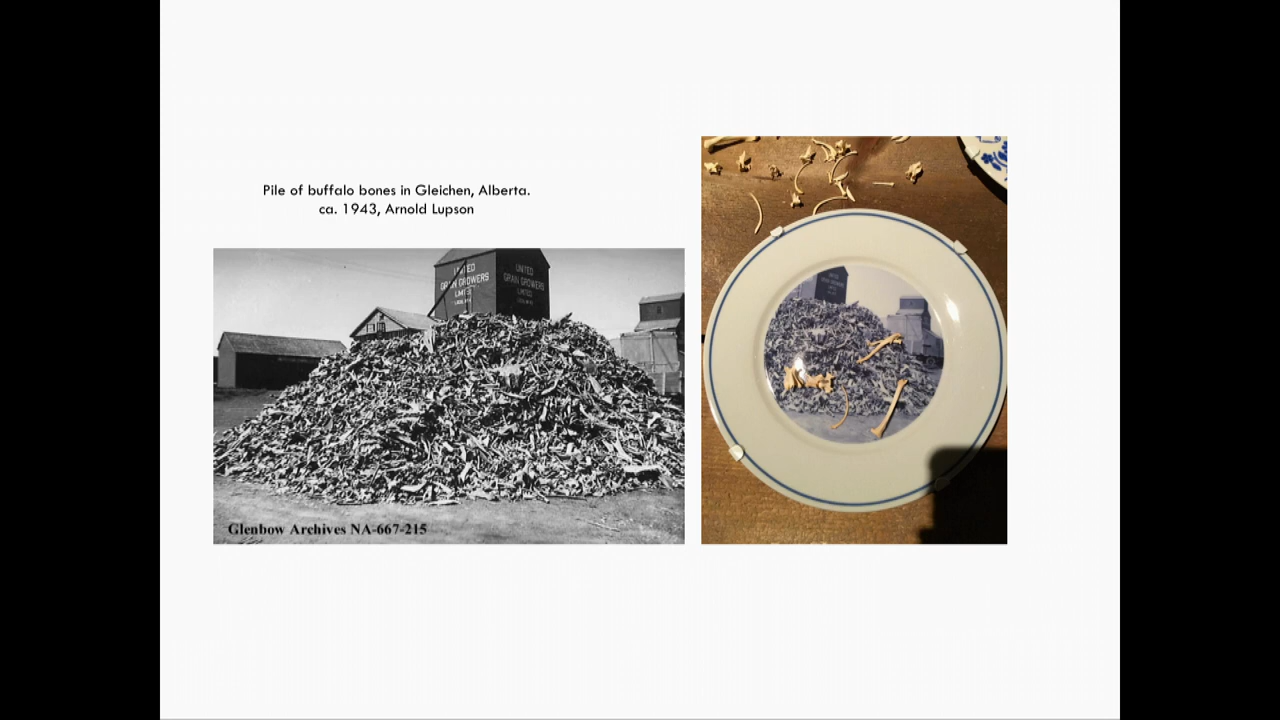 Pile of buffalo bones in Gleichen, Alberta.
ca. 1943, Arnold Lupson
UNITED
GRAIN GROWERS
LIMITED
UNITED
GRAIN GROWERS
LIMITED
Glenbow Archives NA-667-215